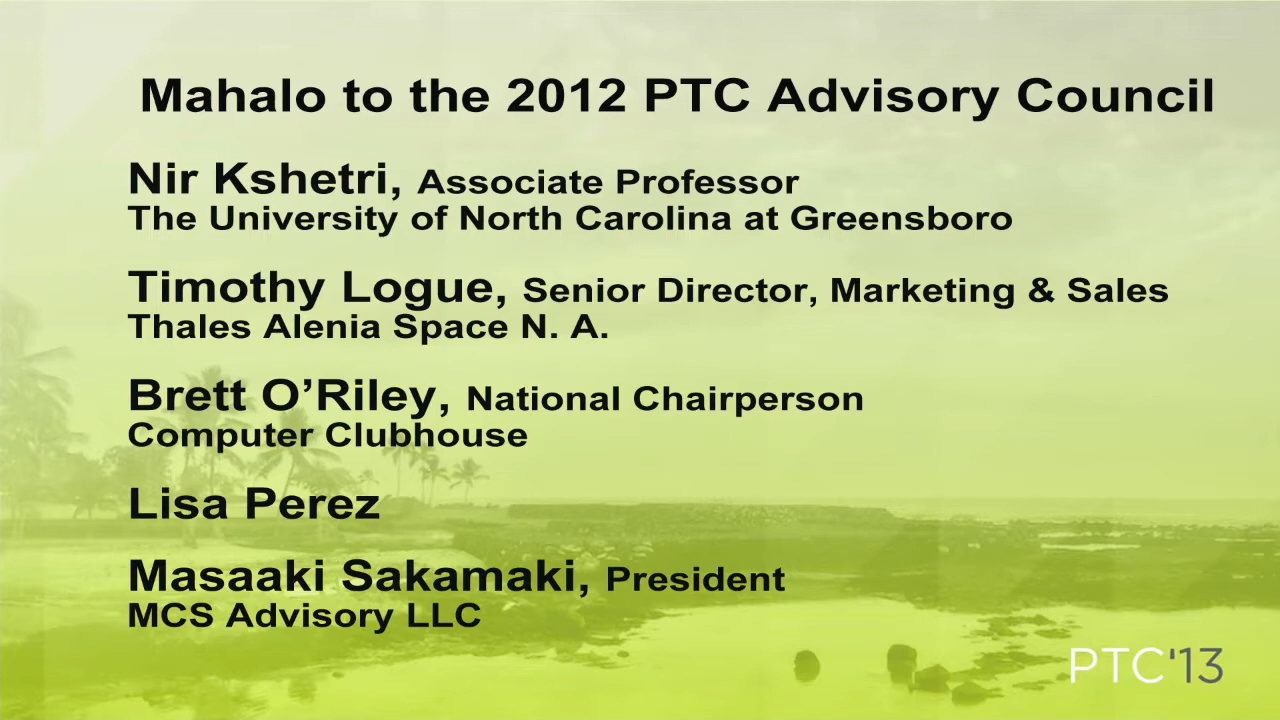 Mahalo to the 2012 PTC Advisory Council
Nir Kshetri, Associate Professor
The University of North Carolina at Greensboro
Timothy Logue, Senior Director, Marketing & Sales
Thales Alenia Space N. A.
Brett O’Riley, National Chairperson
Computer Clubhouse
Lisa Perez
Masaaki Sakamaki, President
MCS Advisory LLC
PTC'13